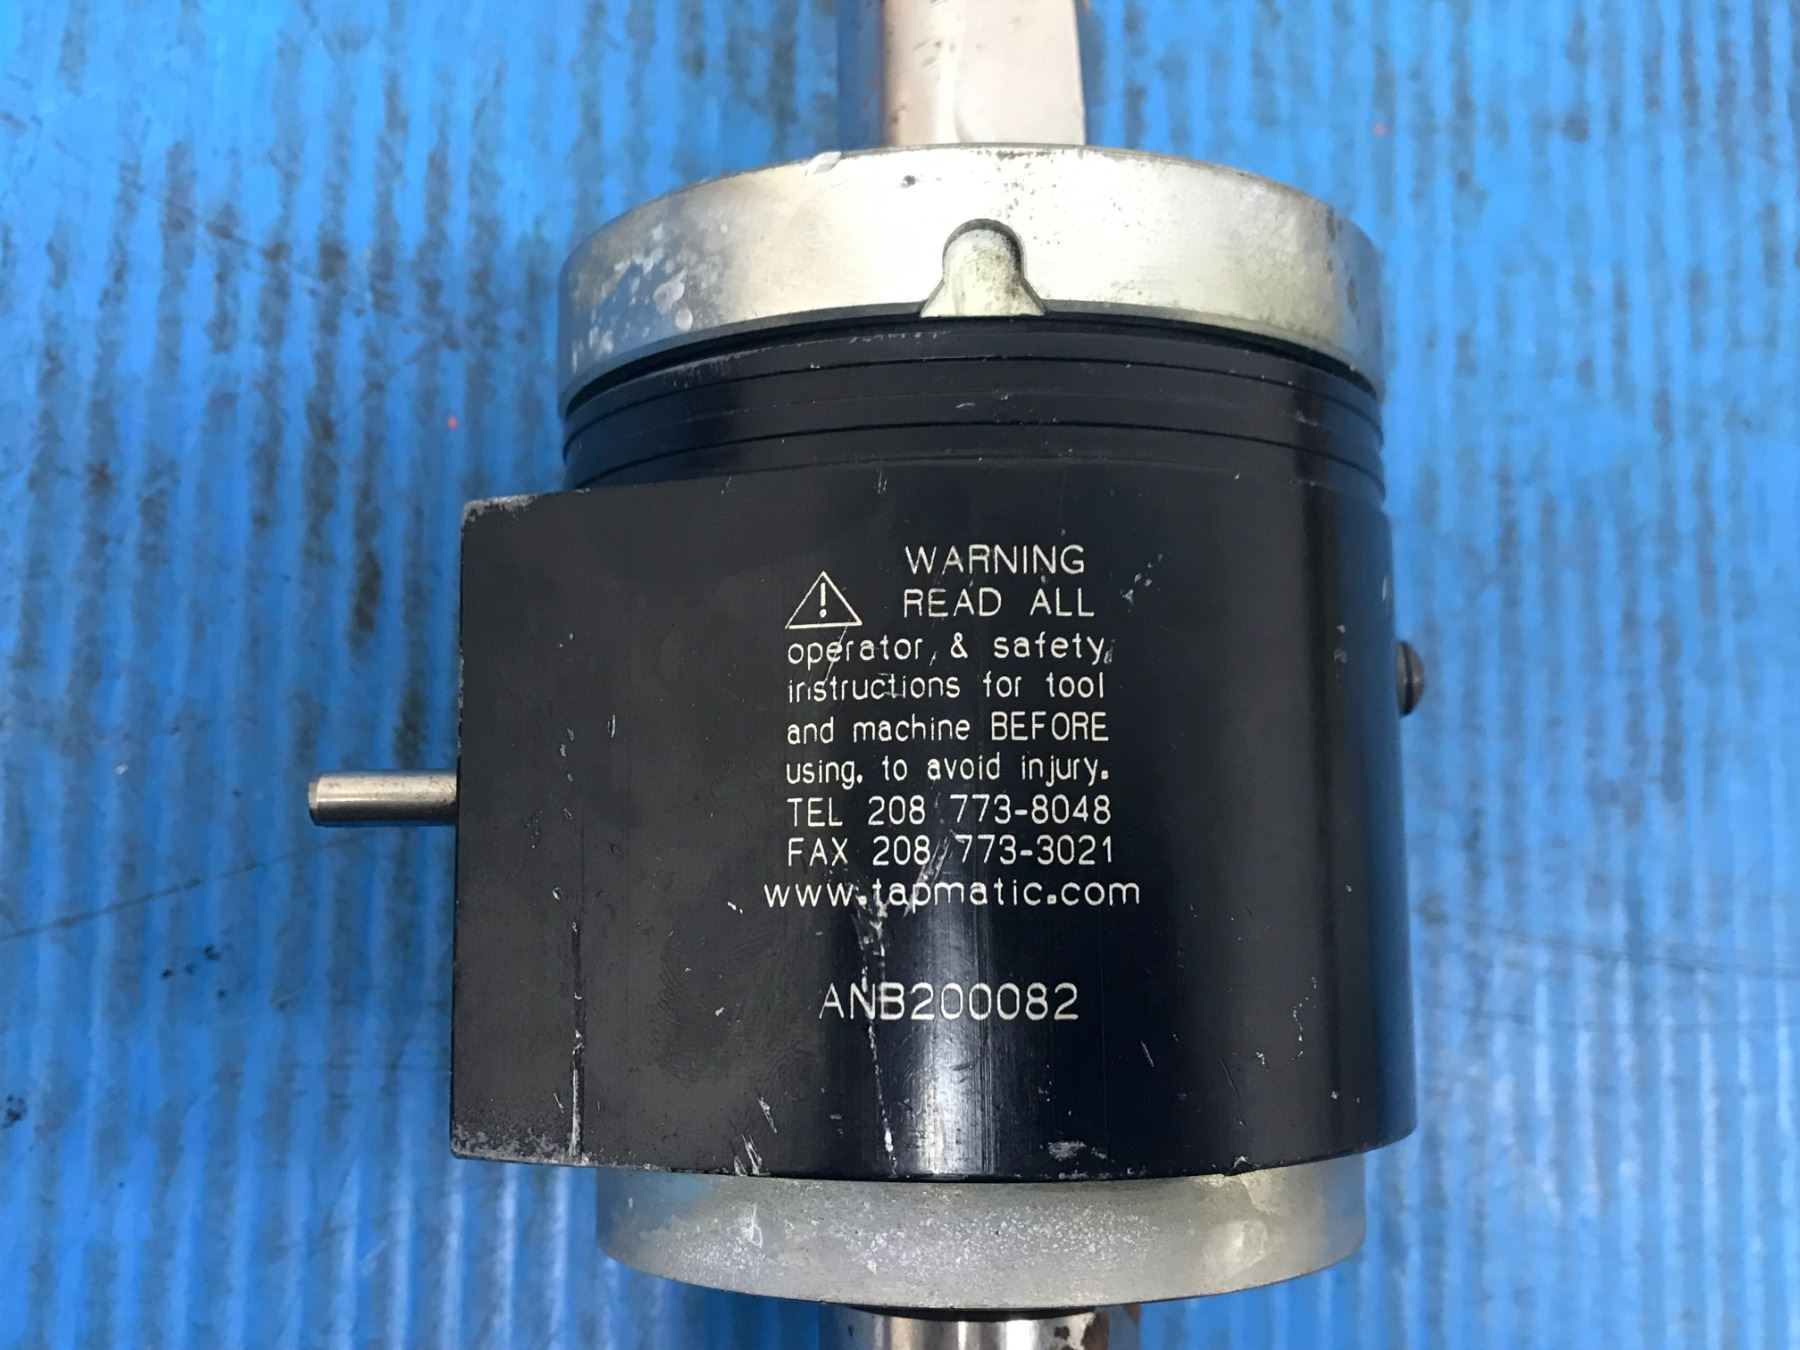 WARNING
READ ALL
operator & safety
instructions for tool
and machine BEFORE
using. to avoid injury.
TEL 208 773-8048
FAX 208 773-3021
www.tapmatic.com
ANB200082